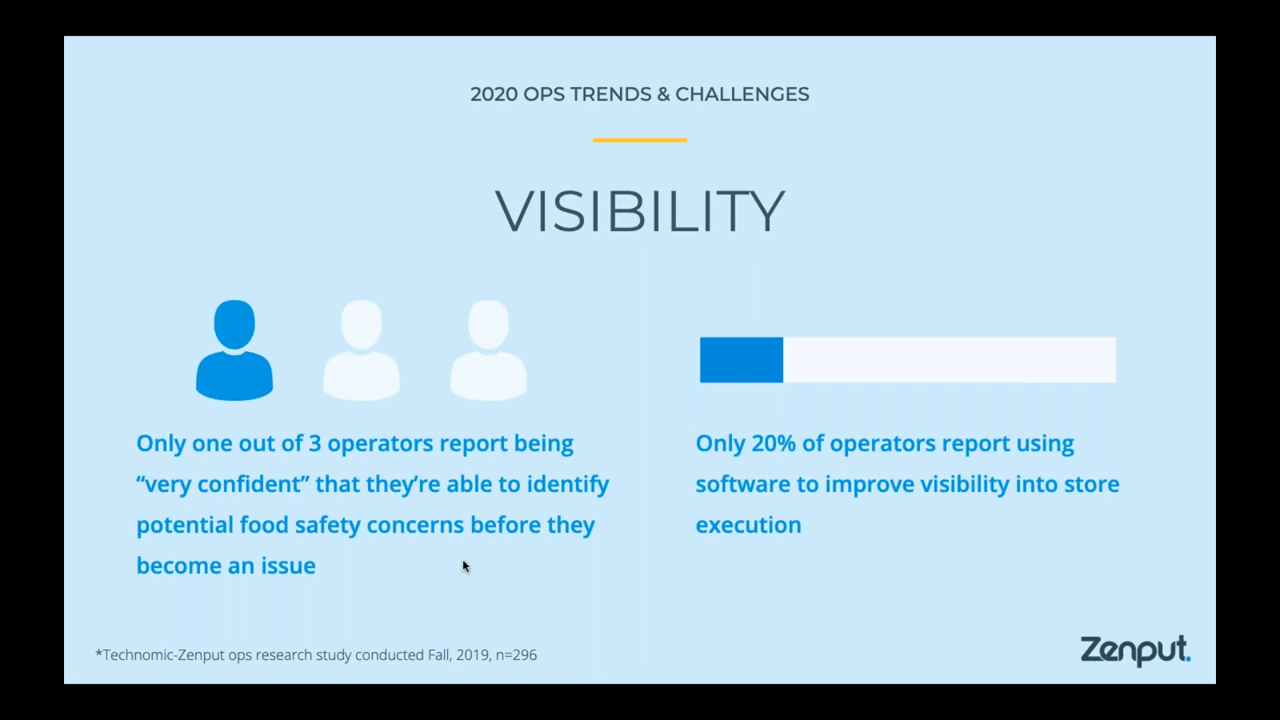 2020 OPS TRENDS & CHALLENGES
VISIBILITY
Only one out of 3 operators report being
“very confident” that they’re able to identify
potential food safety concerns before they
become an issue
Only 20% of operators report using
software to improve visibility into store
execution
*Technomic-Zenput ops research study conducted Fall, 2019, n=296
Zenput.